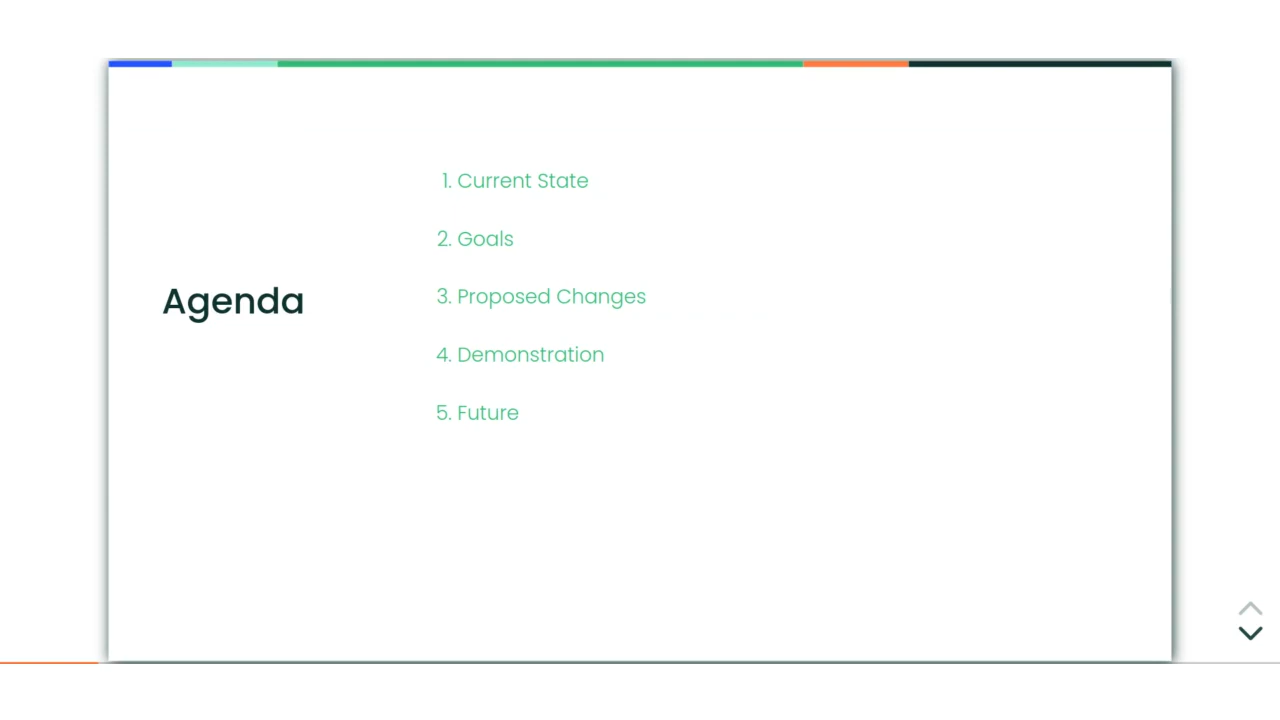 Agenda
1. Current State
2. Goals
3. Proposed Changes
4. Demonstration
5. Future